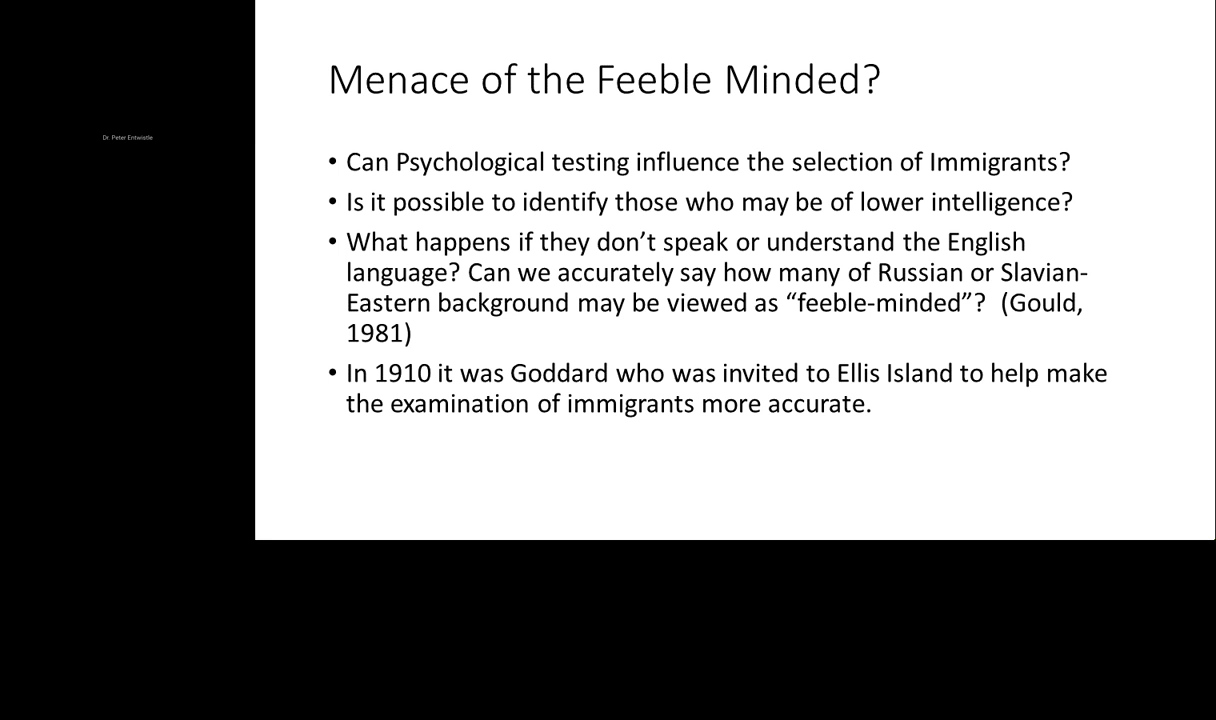 Menace of the Feeble Minded?
Dr. Peter Entwistle
• Can Psychological testing influence the selection of Immigrants?
• Is it possible to identify those who may be of lower intelligence?
• What happens if they don’t speak or understand the English
language? Can we accurately say how many of Russian or Slavian-
Eastern background may be viewed as “feeble-minded”?  (Gould,
1981)
• In 1910 it was Goddard who was invited to Ellis Island to help make
the examination of immigrants more accurate.